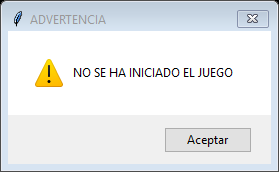 ADVERTENCIA
NO SE HA INICIADO EL JUEGO
Aceptar